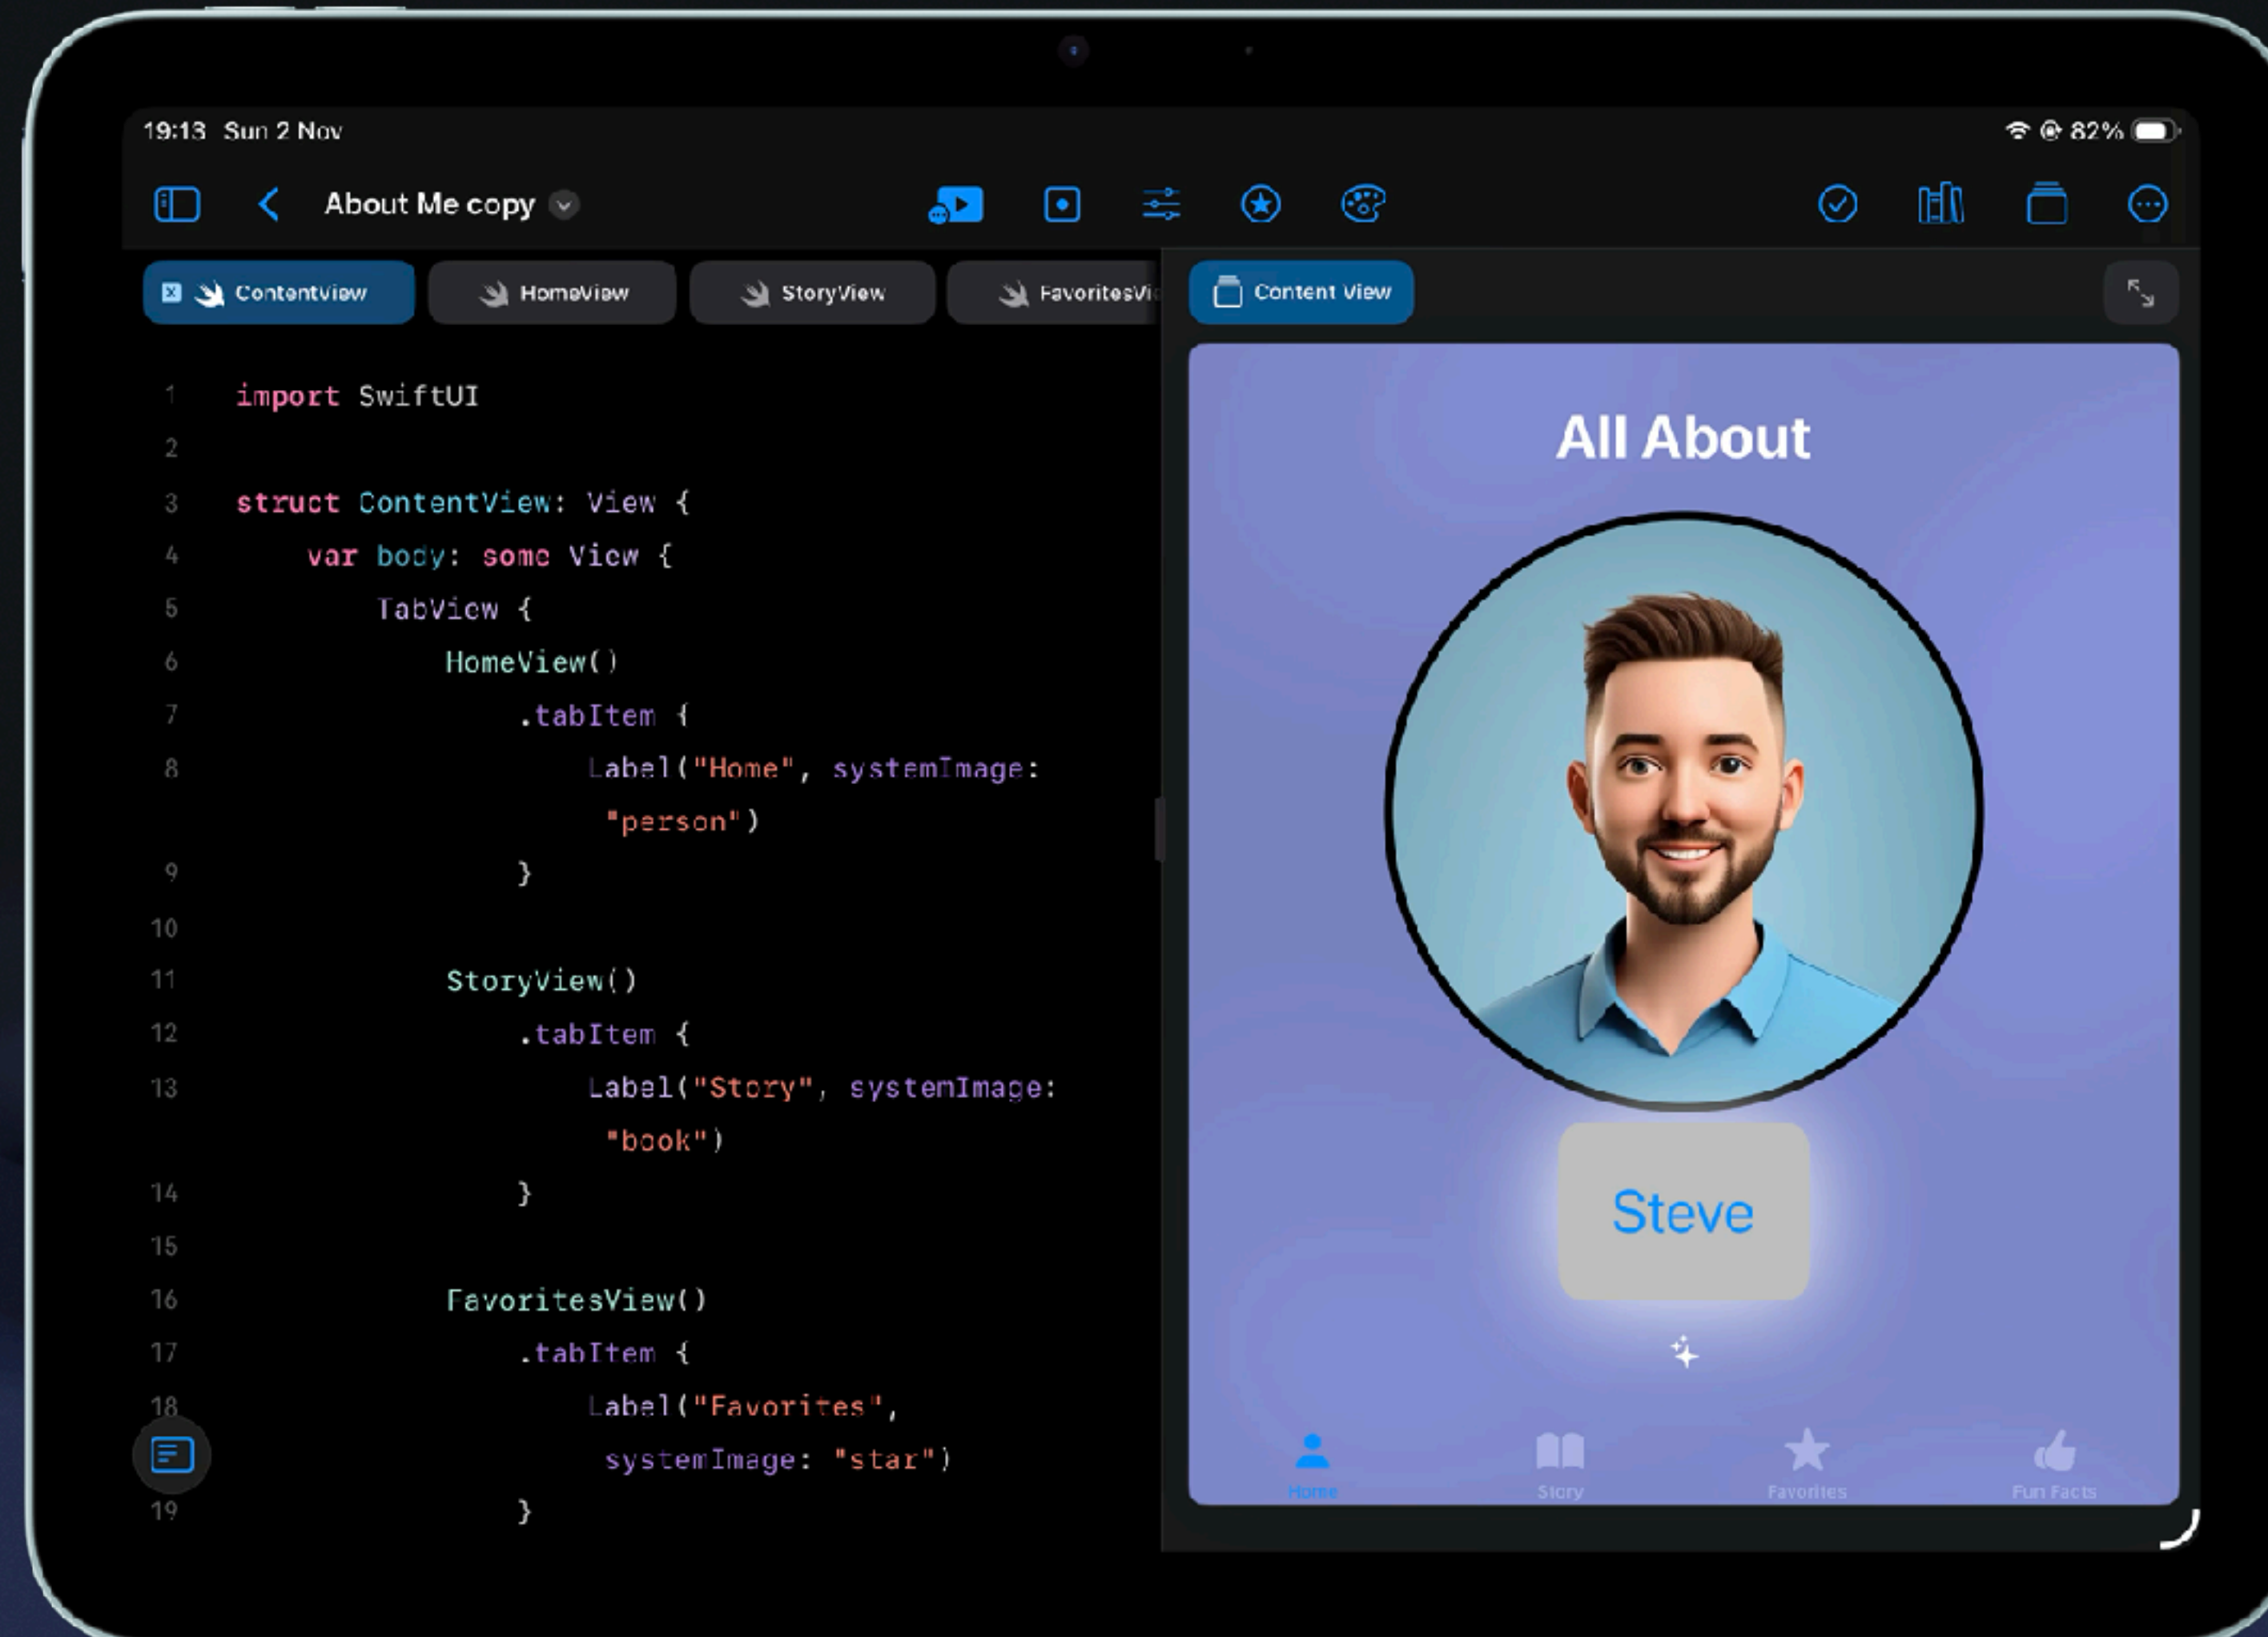 19:13 Sun 2 Nov
82%
About Me copy
ContentView
HomeView
StoryView
Content View
1 import SwiftUI
2
3 struct ContentView: View {
4 var body: some View {
5 TabView {
6 HomeView()
7 .tabItem {
8 Label("Home", systemImage:
"person")
9 }
10
11 StoryView()
12 .tabItem {
13 Label("Story", systemImage:
"book")
14 }
15
16 FavoritesView()
17 .tabItem {
18 Label("Favorites",
systemImage: "star")
19 }
All About
Steve
Home
Story
Favorites
Fun Facts